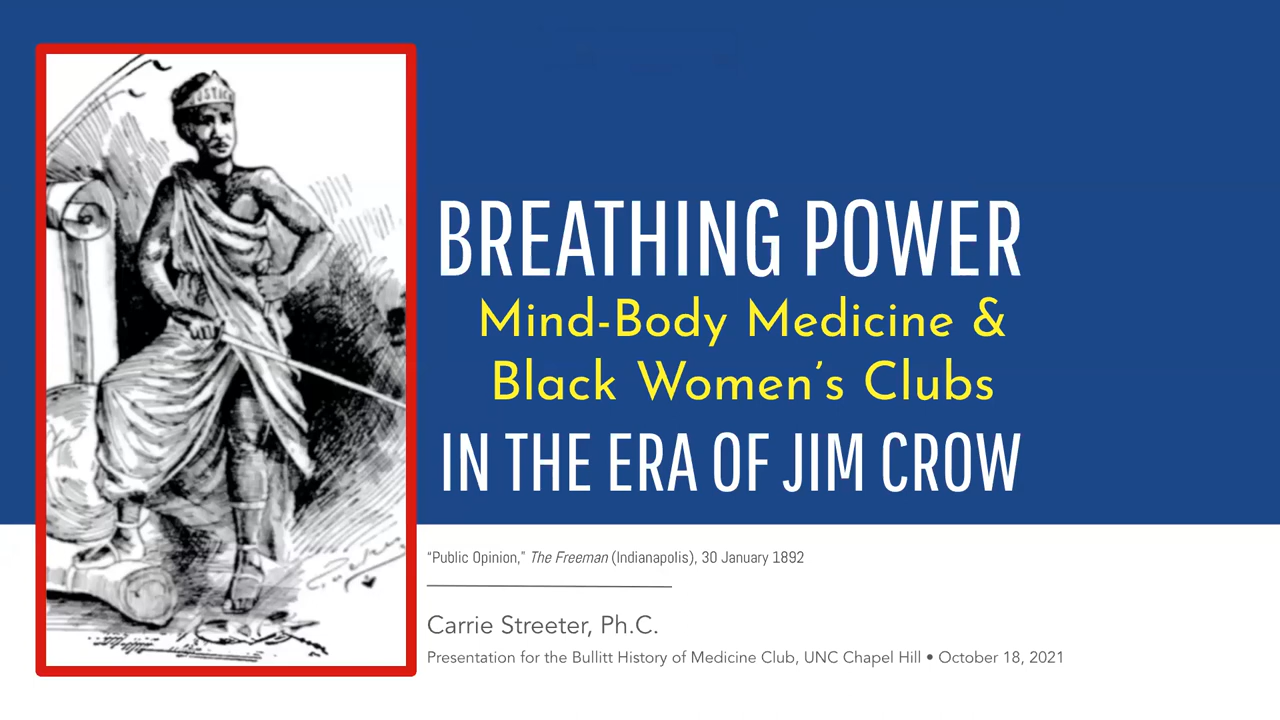 JUSTICE
BREATHING POWER
Mind-Body Medicine &
Black Women's Clubs
IN THE ERA OF JIM CROW
“Public Opinion,” The Freeman (Indianapolis), 30 January 1892
Carrie Streeter, Ph.C.
Presentation for the Bullitt History of Medicine Club, UNC Chapel Hill • October 18, 2021